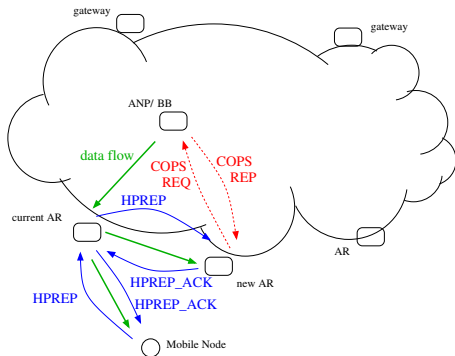 gateway
gateway
ANP/ BB
data flow
COPS
REQ
COPS
REP
HPREP
current AR
AR
HPREP_ACK
new AR
HPREP
HPREP_ACK
Mobile Node